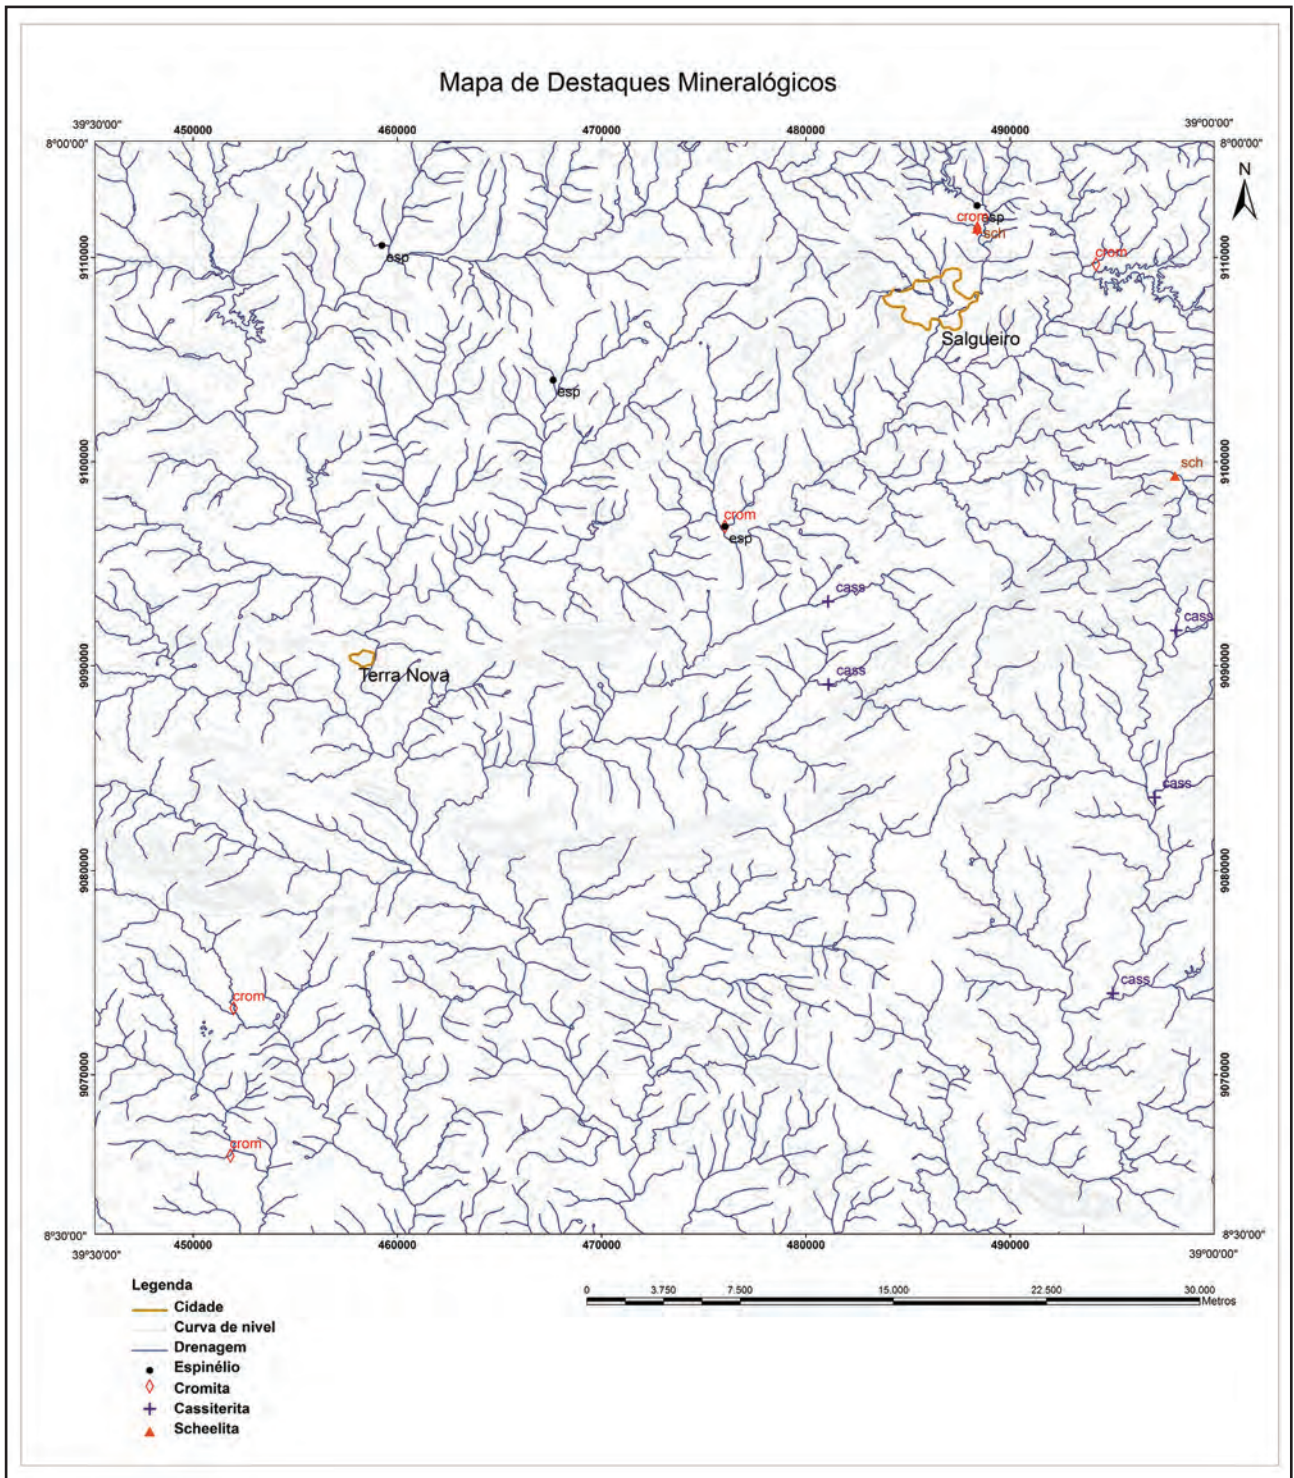 Mapa de Destaques Mineralógicos
39°30'00" 450000 460000 470000 480000 490000 39°00'00"
8°00'00" 8°00'00"
N
esp
crom
sch
9110000 esp crom 9110000
Salgueiro
esp
9100000 sch 9100000
crom
esp
cass
cass
9090000 Terra Nova cass 9090000
cass
9080000 9080000
cass
crom
9070000 9070000
crom
8°30'00" 8°30'00"
39°30'00" 450000 460000 470000 480000 490000 39°00'00"
Legenda
0 3.750 7.500 15.000 22.500 30.000
Metros
Cidade
Curva de nivel
Drenagem
Espinélio
Cromita
Cassiterita
Scheelita